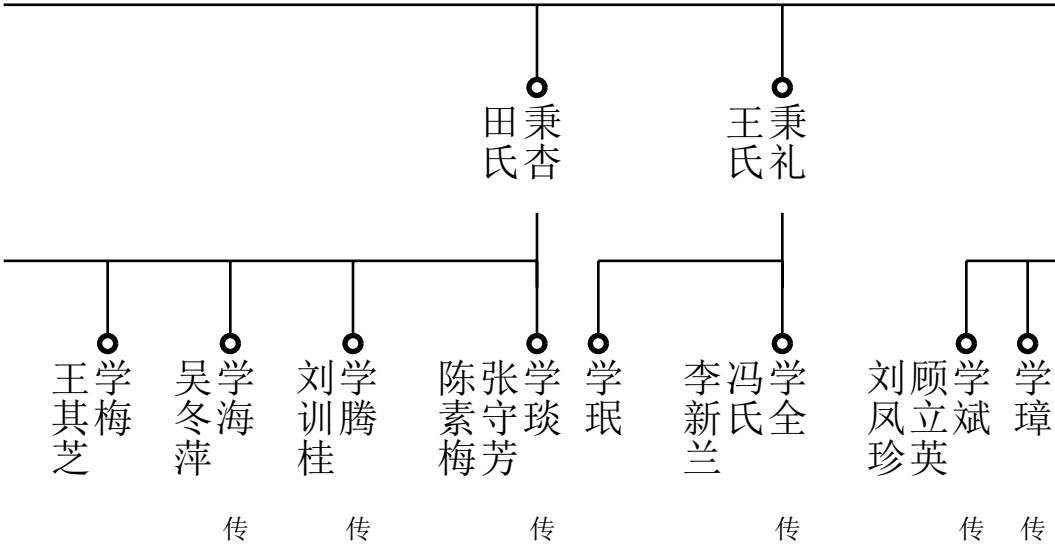 秉礼
王氏
秉杏
田氏
学璋
学斌
顾立英
刘凤珍
学全
冯氏
李新兰
学珉
学琰
张守芳
陈素梅
学腾
刘训桂
学海
吴冬萍
学梅
王其芝
传
传
传
传
传
传